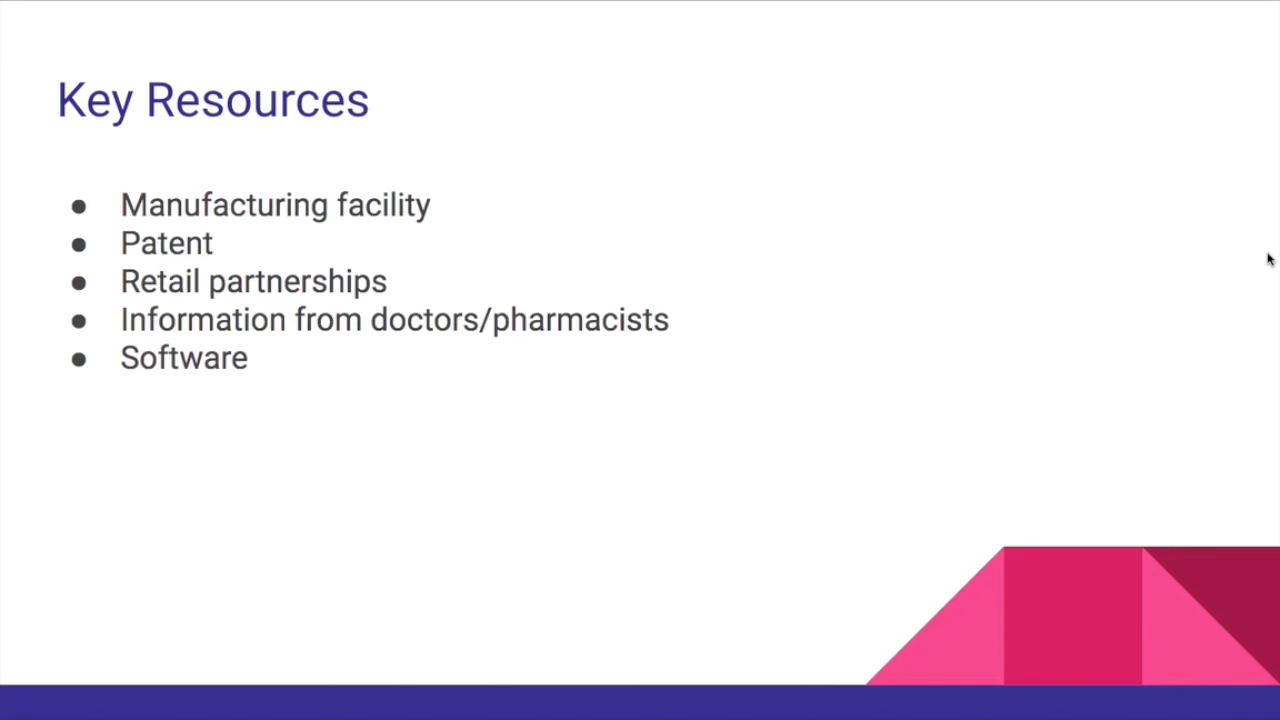 Key Resources
● Manufacturing facility
● Patent
● Retail partnerships
● Information from doctors/pharmacists
● Software